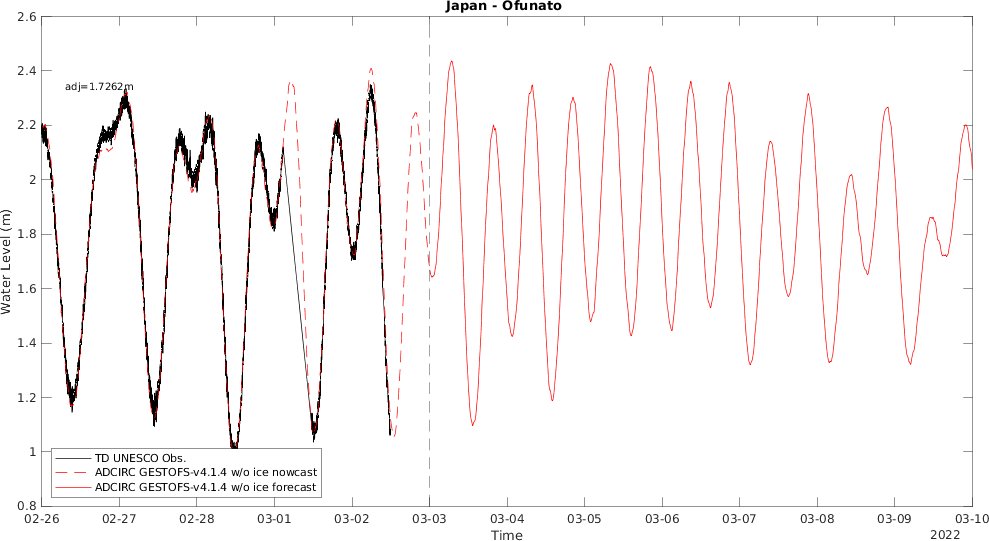 Japan - Ofunato
2.6
2.4
adj=1.7262m
2.2
2
1.8
Water Level (m)
1.6
1.4
1.2
1
TD UNESCO Obs.
ADCIRC GESTOFS-v4.1.4 w/o ice nowcast
ADCIRC GESTOFS-v4.1.4 w/o ice forecast
0.8
02-26 02-27 02-28 03-01 03-02 03-03 03-04 03-05 03-06 03-07 03-08 03-09 03-10
Time
2022